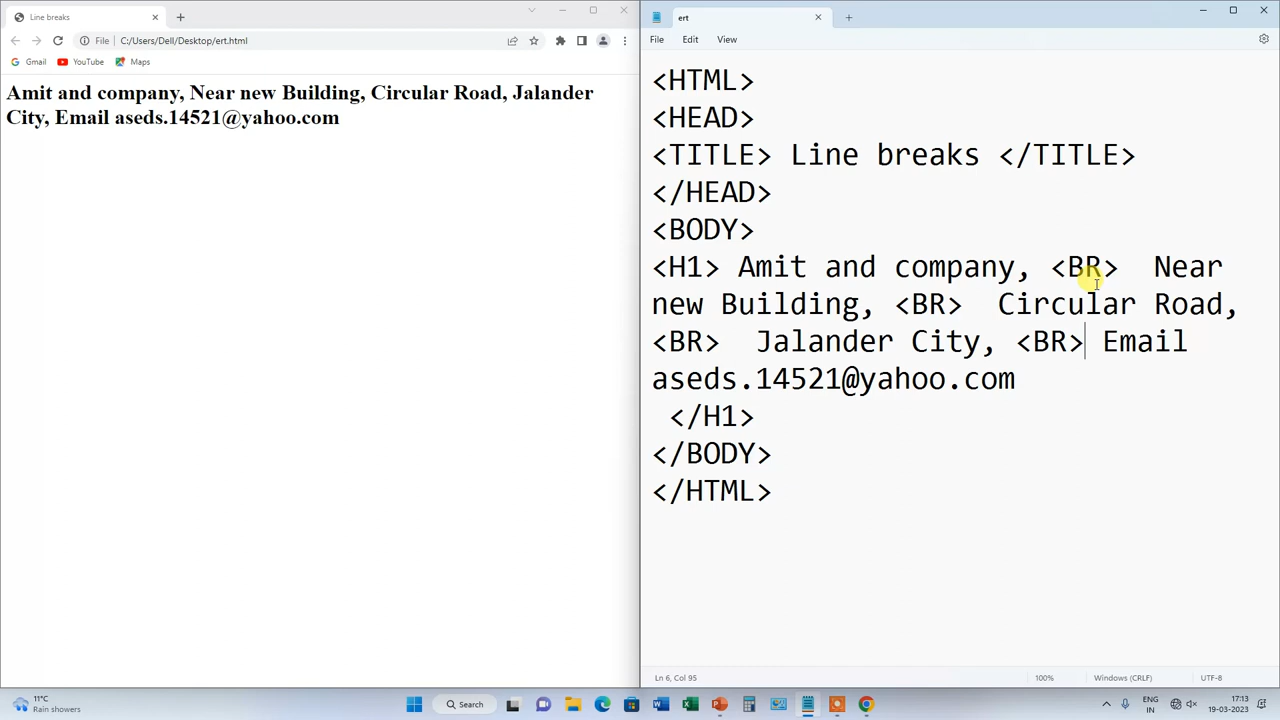 Line breaks
File C:/Users/Dell/Desktop/ert.html
Gmail YouTube Maps
Amit and company, Near new Building, Circular Road, Jalander
City, Email aseds.14521@yahoo.com
ert
File Edit View
<HTML>
<HEAD>
<TITLE> Line breaks </TITLE>
</HEAD>
<BODY>
<H1> Amit and company, <BR>  Near
new Building, <BR>  Circular Road,
<BR>  Jalander City, <BR> Email
aseds.14521@yahoo.com
 </H1>
</BODY>
</HTML>
Ln 6, Col 95 100% Windows (CRLF) UTF-8
11°C
Rain showers
Search
ENG
IN
17:13
19-03-2023